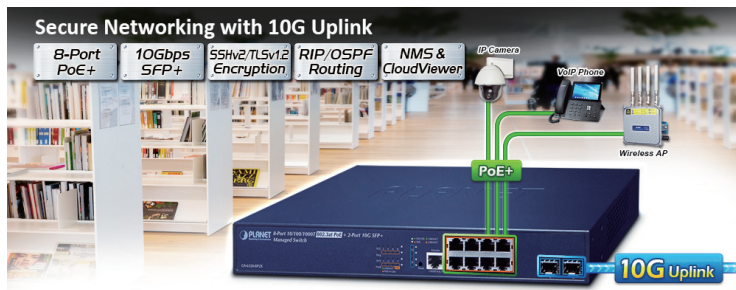 Secure Networking with 10G Uplink
8-Port
PoE+
10Gbps
SFP+
SSHv2/TLSv1.2
Encryption
RIP/OSPF
Routing
NMS &
CloudViewer
IP Camera
VoIP Phone
Wireless AP
PoE+
PLANET
8-Port 10/100/1000T 802.3at PoE + 2-Port 10G SFP+
Managed Switch
10G Uplink